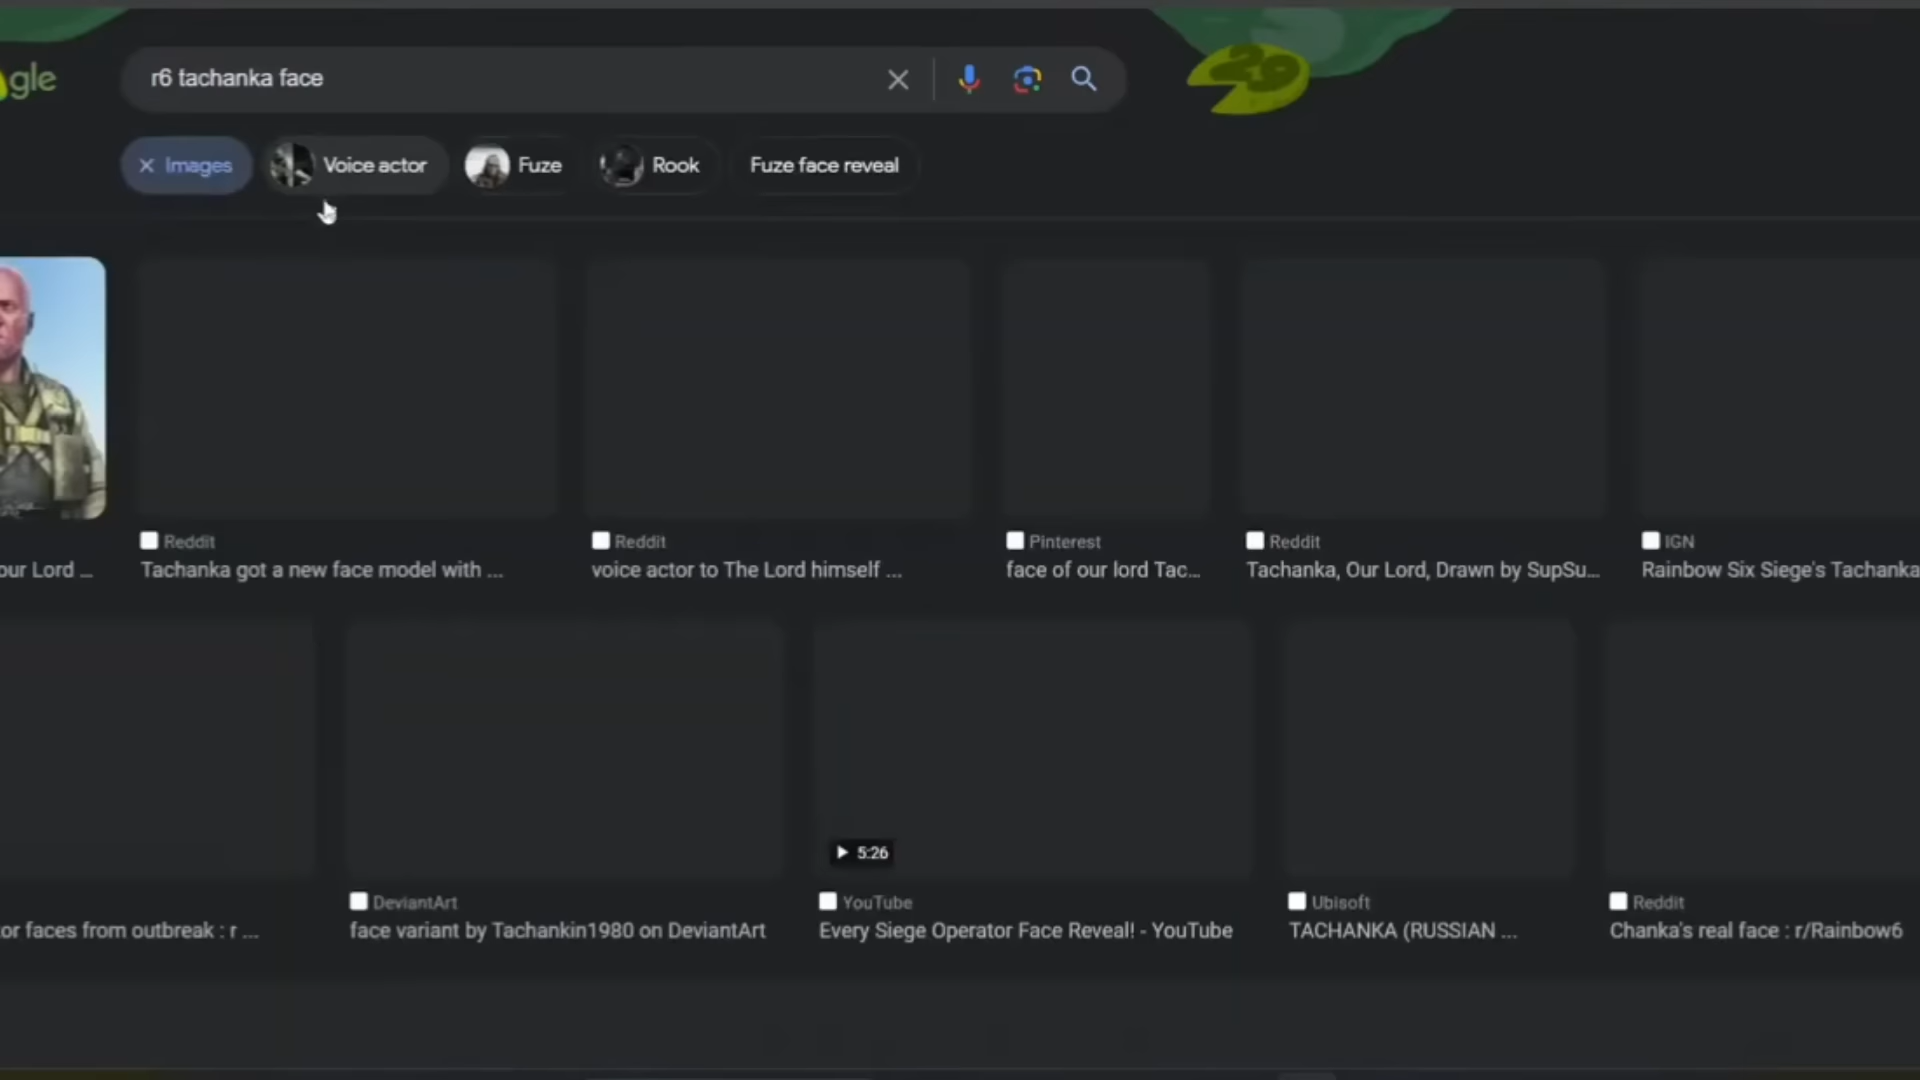 gle
r6 tachanka face
29
Images
Voice actor
Fuze
Rook
Fuze face reveal
Reddit
Reddit
Pinterest
Reddit
IGN
our Lord ...
Tachanka got a new face model with ...
voice actor to The Lord himself ...
face of our lord Tac...
Tachanka, Our Lord, Drawn by SupSu...
Rainbow Six Siege's Tachanka
5:26
DeviantArt
YouTube
Ubisoft
Reddit
or faces from outbreak : r ...
face variant by Tachankin1980 on DeviantArt
Every Siege Operator Face Reveal! - YouTube
TACHANKA (RUSSIAN ...
Chanka's real face : r/Rainbow6